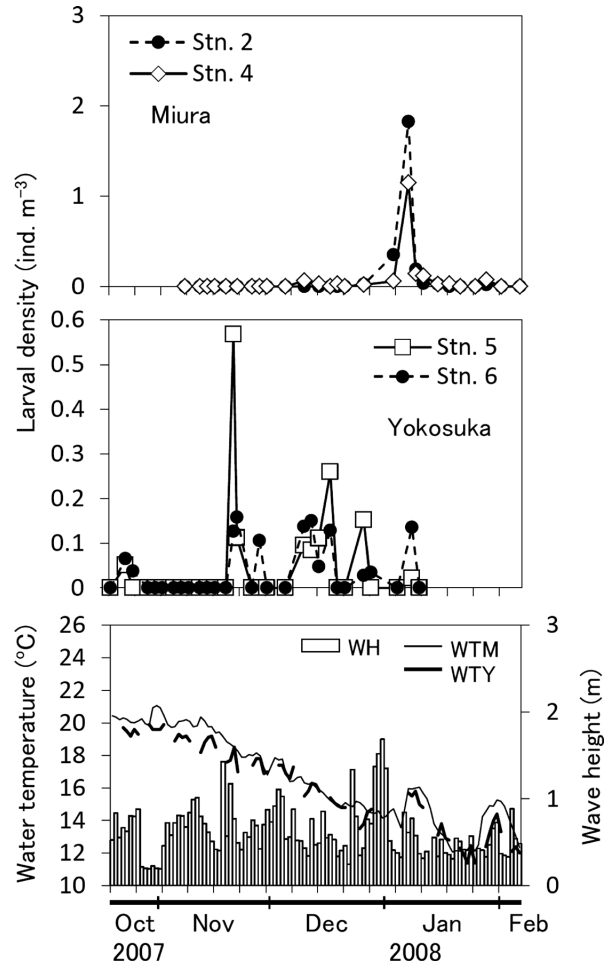 Larval density (ind. m⁻³)
3
2
1
0
Stn. 2
Stn. 4
Miura
0.6
0.5
0.4
0.3
0.2
0.1
0
Stn. 5
Stn. 6
Yokosuka
Water temperature (°C)
26
24
22
20
18
16
14
12
10
WH
WTM
WTY
3
2
1
0
Wave height (m)
Oct Nov Dec Jan Feb
2007 2008